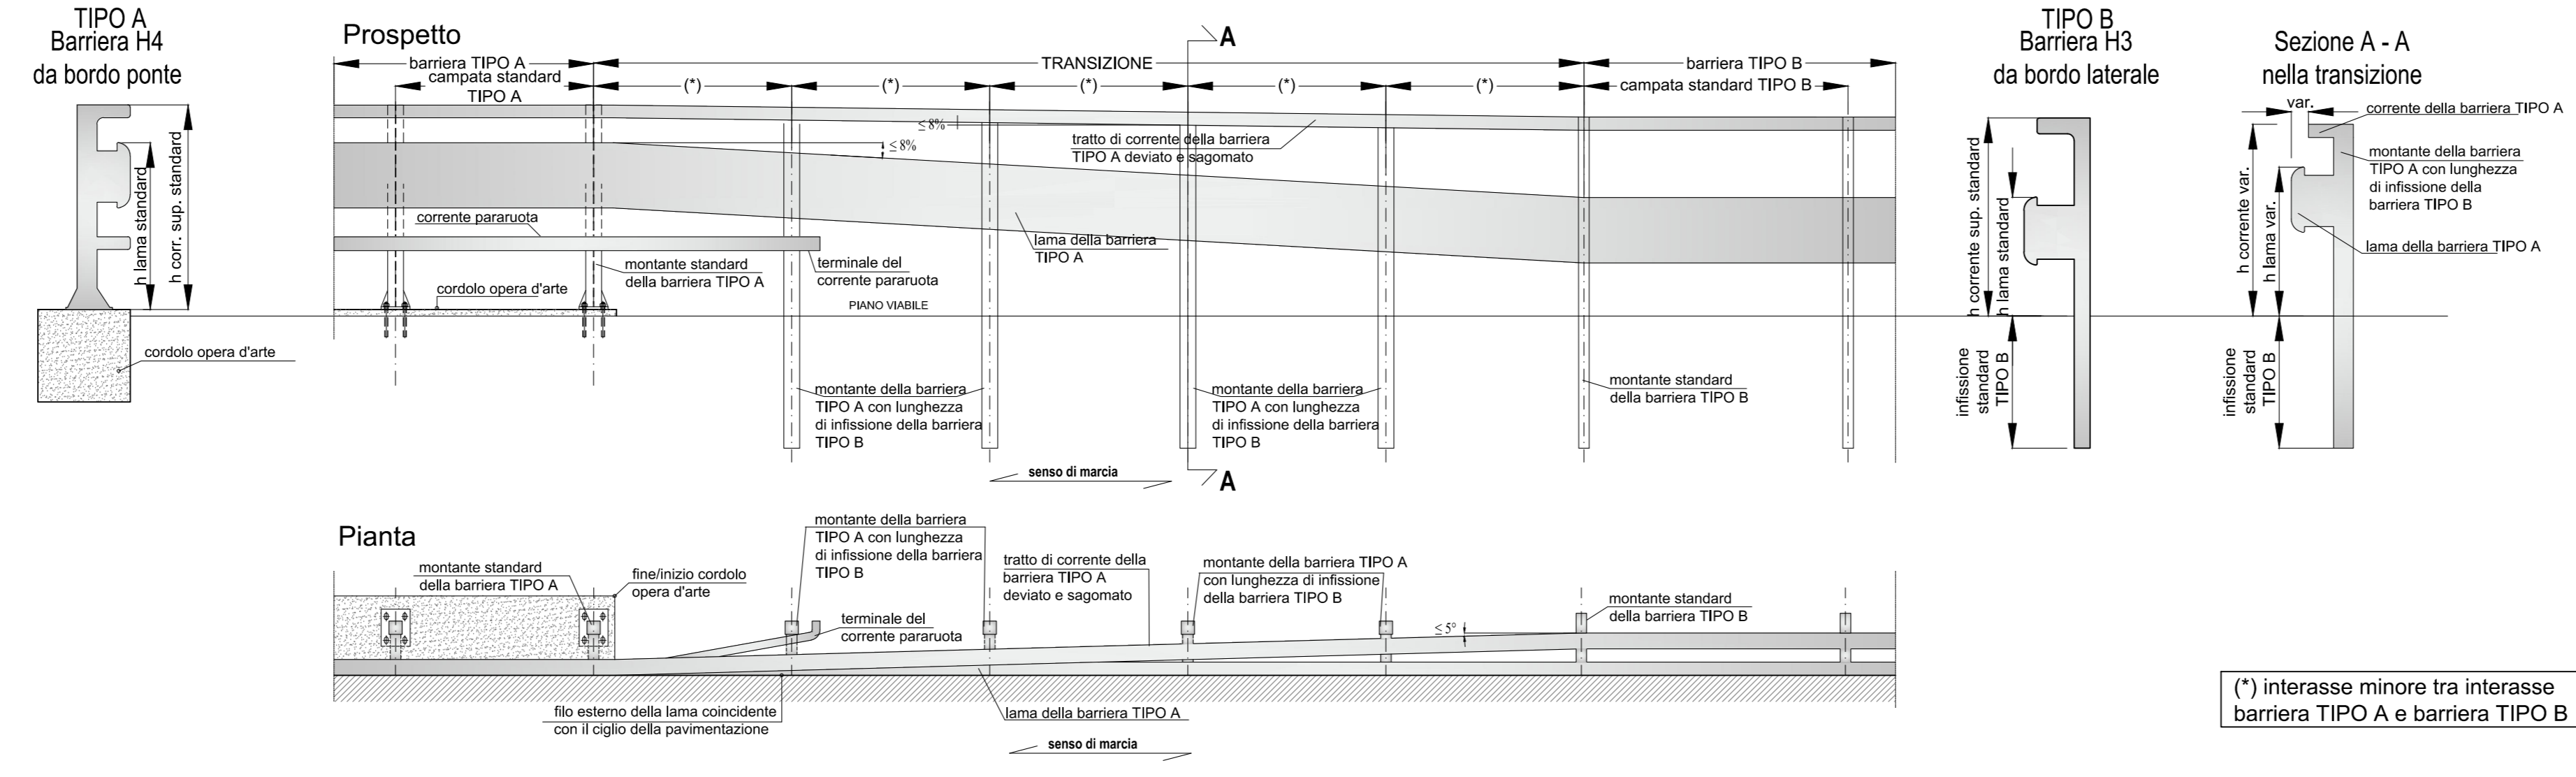 TIPO A
Barriera H4
da bordo ponte
h lama standard
h corr. sup. standard
cordolo opera d'arte
Prospetto
barriera TIPO A
campata standard
TIPO A
TRANSIZIONE
barriera TIPO B
(*)
(*)
(*)
(*)
(*)
campata standard TIPO B
A
≤8%
≤8%
tratto di corrente della barriera
TIPO A deviato e sagomato
corrente pararuota
lama della barriera
TIPO A
montante standard
della barriera TIPO A
terminale del
corrente pararuota
cordolo opera d'arte
PIANO VIABILE
montante della barriera
TIPO A con lunghezza
di infissione della barriera
TIPO B
montante della barriera
TIPO A con lunghezza
di infissione della barriera
TIPO B
montante standard
della barriera TIPO B
senso di marcia
A
TIPO B
Barriera H3
da bordo laterale
h corrente sup. standard
h lama standard
infissione
standard
TIPO B
Sezione A - A
nella transizione
var.
corrente della barriera TIPO A
montante della barriera
TIPO A con lunghezza
di infissione della
barriera TIPO B
h corrente var.
h lama var.
lama della barriera TIPO A
infissione
standard
TIPO B
Pianta
montante standard
della barriera TIPO A
fine/inizio cordolo
opera d'arte
montante della barriera
TIPO A con lunghezza
di infissione della barriera
TIPO B
terminale del
corrente pararuota
tratto di corrente della
barriera TIPO A
deviato e sagomato
montante della barriera TIPO A
con lunghezza di infissione
della barriera TIPO B
≤5°
montante standard
della barriera TIPO B
filo esterno della lama coincidente
con il ciglio della pavimentazione
lama della barriera TIPO A
senso di marcia
(*) interasse minore tra interasse
barriera TIPO A e barriera TIPO B